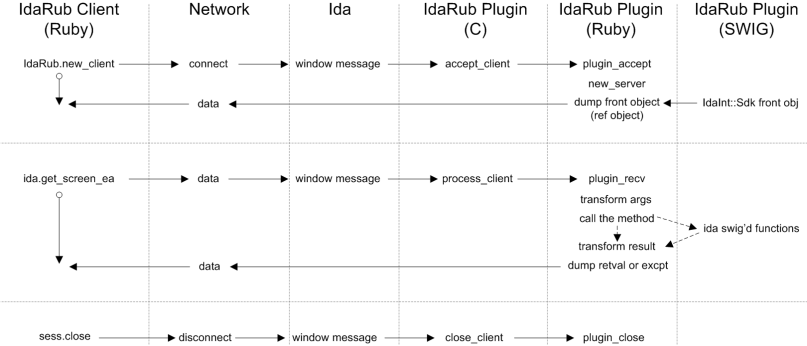 IdaRub Client
(Ruby)
Network
Ida
IdaRub Plugin
(C)
IdaRub Plugin
(Ruby)
IdaRub Plugin
(SWIG)
IdaRub.new_client
connect
window message
accept_client
plugin_accept
new_server
data
dump front object
(ref object)
IdaInt::Sdk front obj
ida.get_screen_ea
data
window message
process_client
plugin_recv
transform args
call the method
ida swig'd functions
transform result
data
dump retval or excpt
sess.close
disconnect
window message
close_client
plugin_close